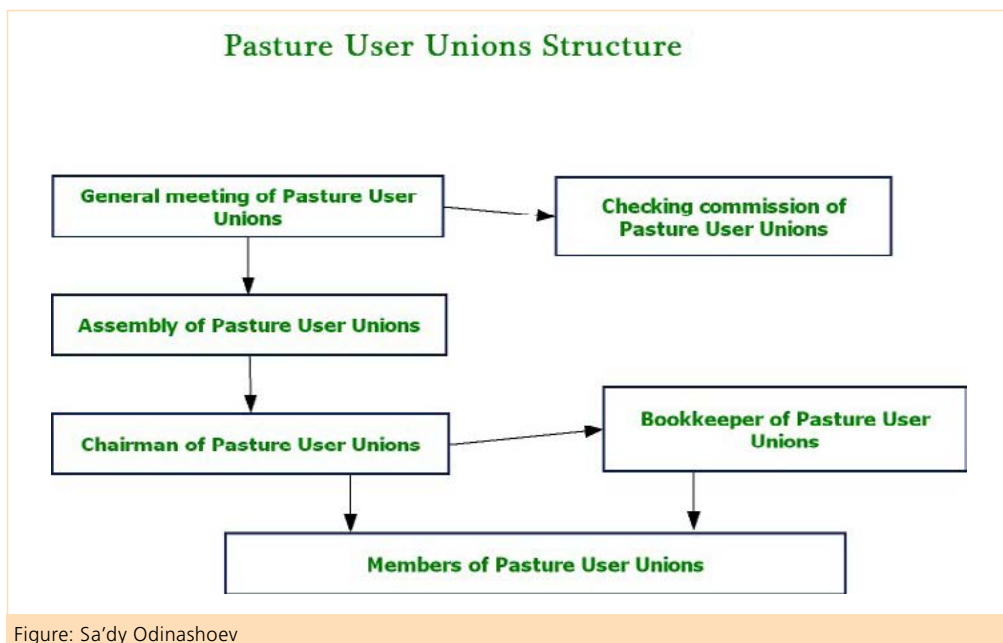 Pasture User Unions Structure
General meeting of Pasture User
Unions
Checking commission of
Pasture User Unions
Assembly of Pasture User Unions
Chairman of Pasture User Unions
Bookkeeper of Pasture User
Unions
Members of Pasture User Unions
Figure: Sa’dy Odinashoev